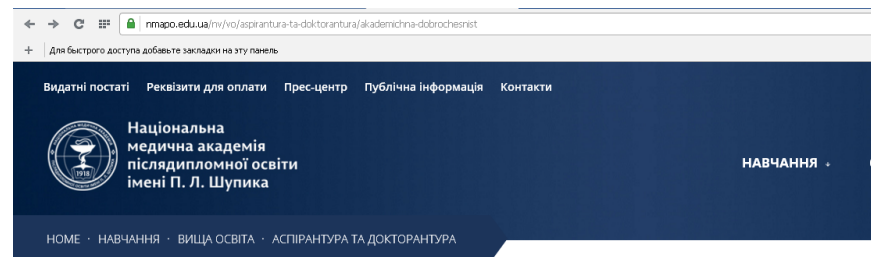 nmapo.edu.ua/nv/vo/aspirantura-ta-doktorantura/akademichna-dobrochesnist
Для быстрого доступа добавьте закладки на эту панель
Видатні постаті Реквізити для оплати Прес-центр Публічна інформація Контакти
Національна
медична академія
післядипломної освіти
імені П. Л. Шупика
1918
НАВЧАННЯ
HOME · НАВЧАННЯ · ВИЩА ОСВІТА · АСПІРАНТУРА ТА ДОКТОРАНТУРА